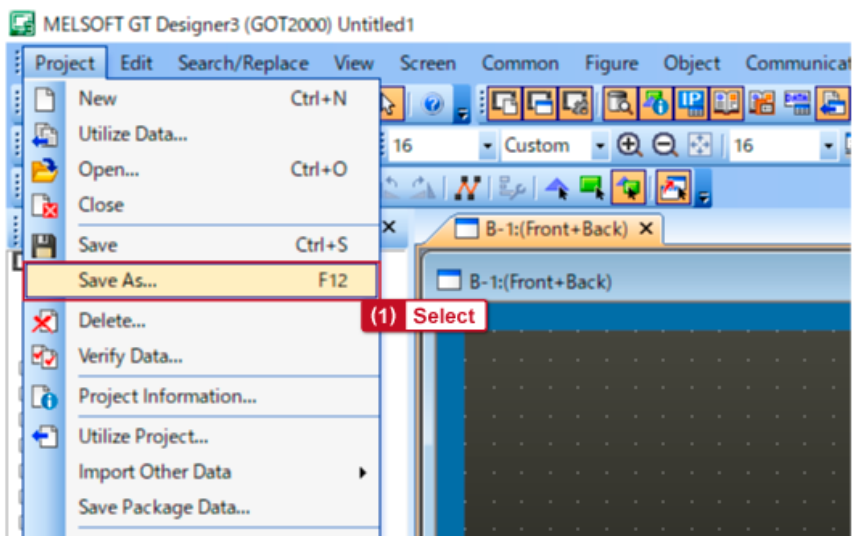 MELSOFT GT Designer3 (GOT2000) Untitled1
Project Edit Search/Replace View Screen Common Figure Object
New Ctrl+N
Utilize Data...
16 Custom 16
Open... Ctrl+O
Close
B-1:(Front+Back)
Save Ctrl+S
Save As... F12
B-1:(Front+Back)
(1) Select
Delete...
Verify Data...
Project Information...
Utilize Project...
Import Other Data
Save Package Data...